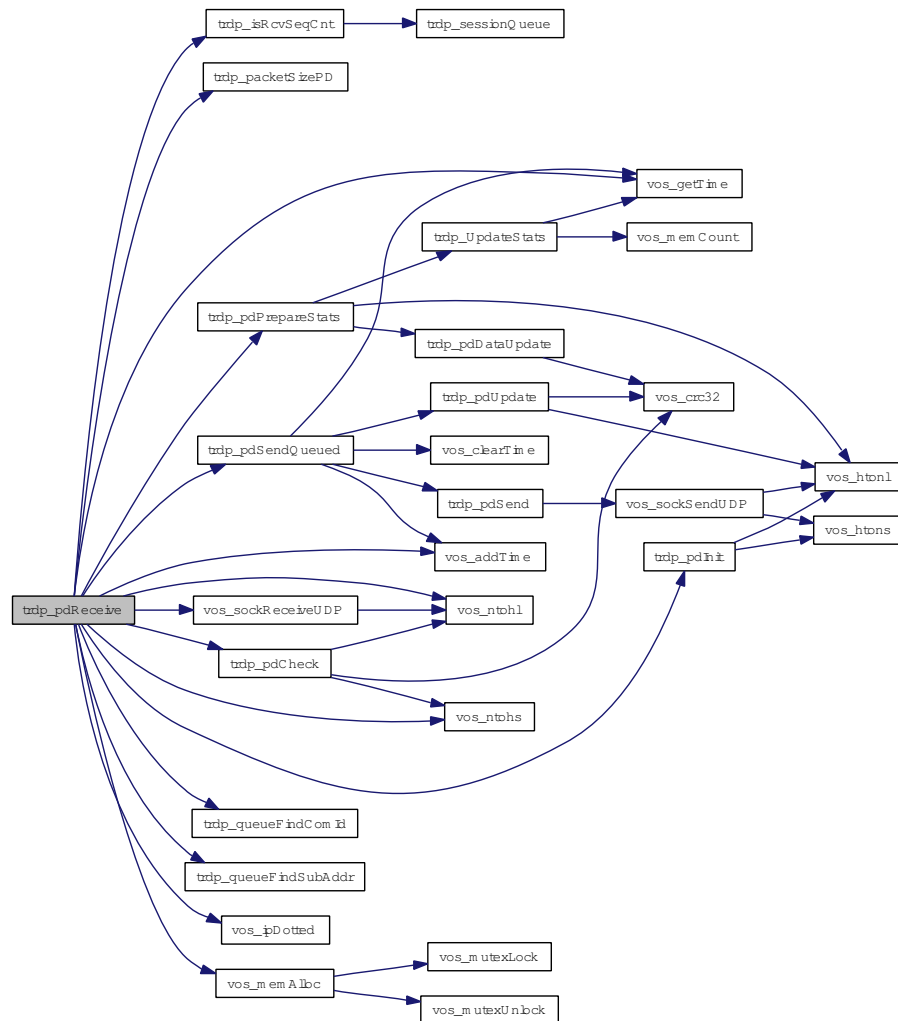 trdp_isRcvSeqCnt
trdp_sessionQueue
trdp_packetSizePD
vos_getTime
trdp_UpdateStats
vos_memCount
trdp_pdPrepareStats
trdp_pdDataUpdate
trdp_pdUpdate
vos_crc32
trdp_pdSendQueued
vos_clearTime
vos_htonl
trdp_pdSend
vos_sockSendUDP
vos_htons
vos_addTime
trdp_pdInit
trdp_pdReceive
vos_sockReceiveUDP
vos_ntohl
trdp_pdCheck
vos_ntohs
trdp_queueFindComId
trdp_queueFindSubAddr
vos_ipDotted
vos_mutexLock
vos_memAlloc
vos_mutexUnlock